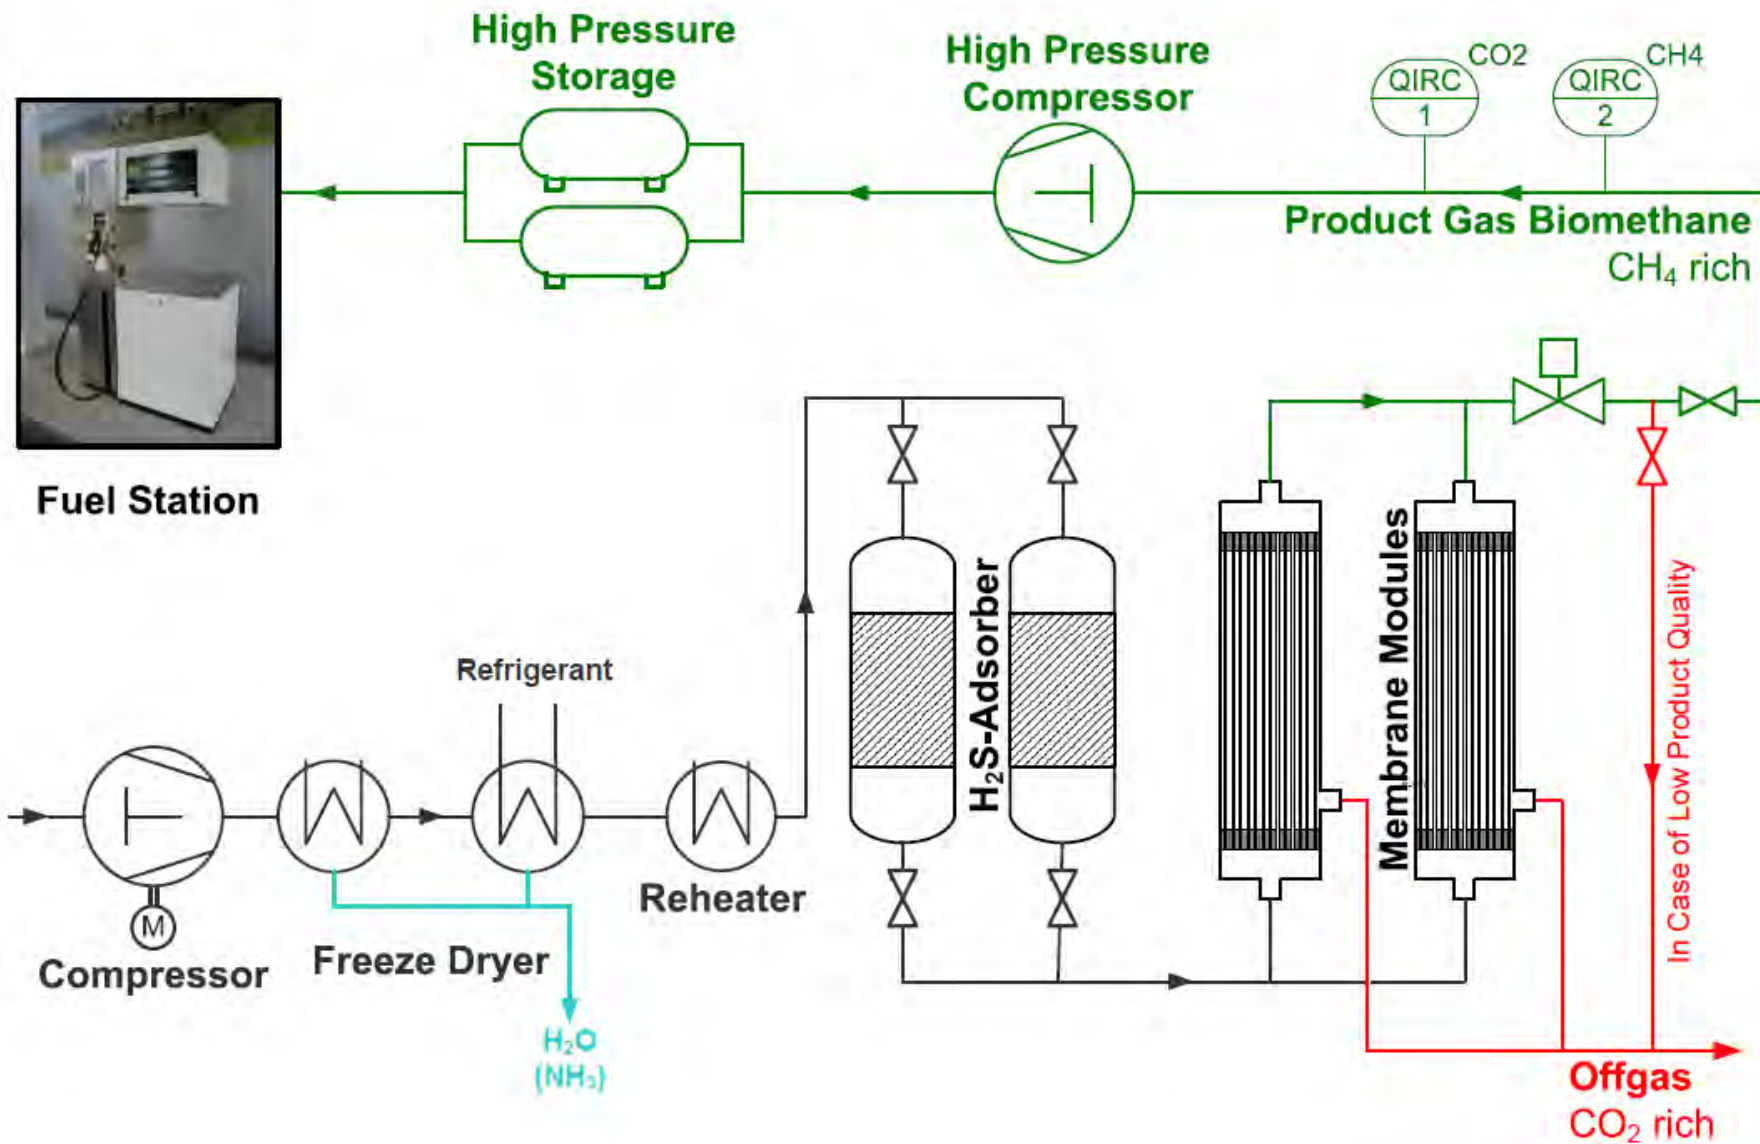 High Pressure
Storage
High Pressure
Compressor
QIRC
1
CO2
QIRC
2
CH4
Product Gas Biomethane
CH₄ rich
Fuel Station
Refrigerant
H₂S-Adsorber
Membrane Modules
In Case of Low Product Quality
Reheater
M
Compressor
Freeze Dryer
H₂O
(NH₃)
Offgas
CO₂ rich